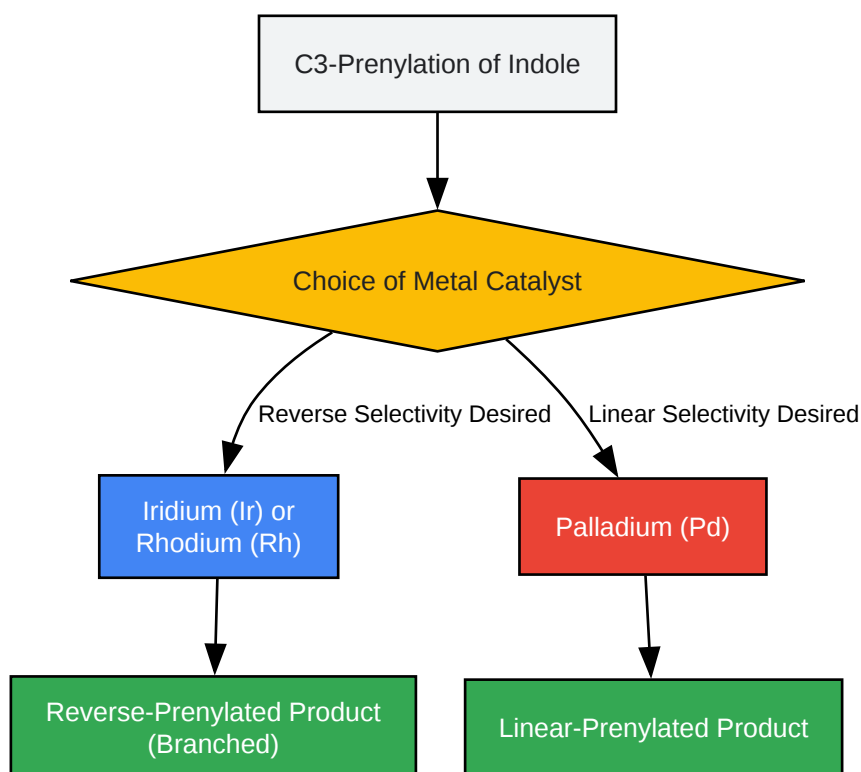 C3-Prenylation of Indole
Choice of Metal Catalyst
Reverse Selectivity Desired
Linear Selectivity Desired
Iridium (Ir) or
Rhodium (Rh)
Palladium (Pd)
Reverse-Prenylated Product
(Branched)
Linear-Prenylated Product